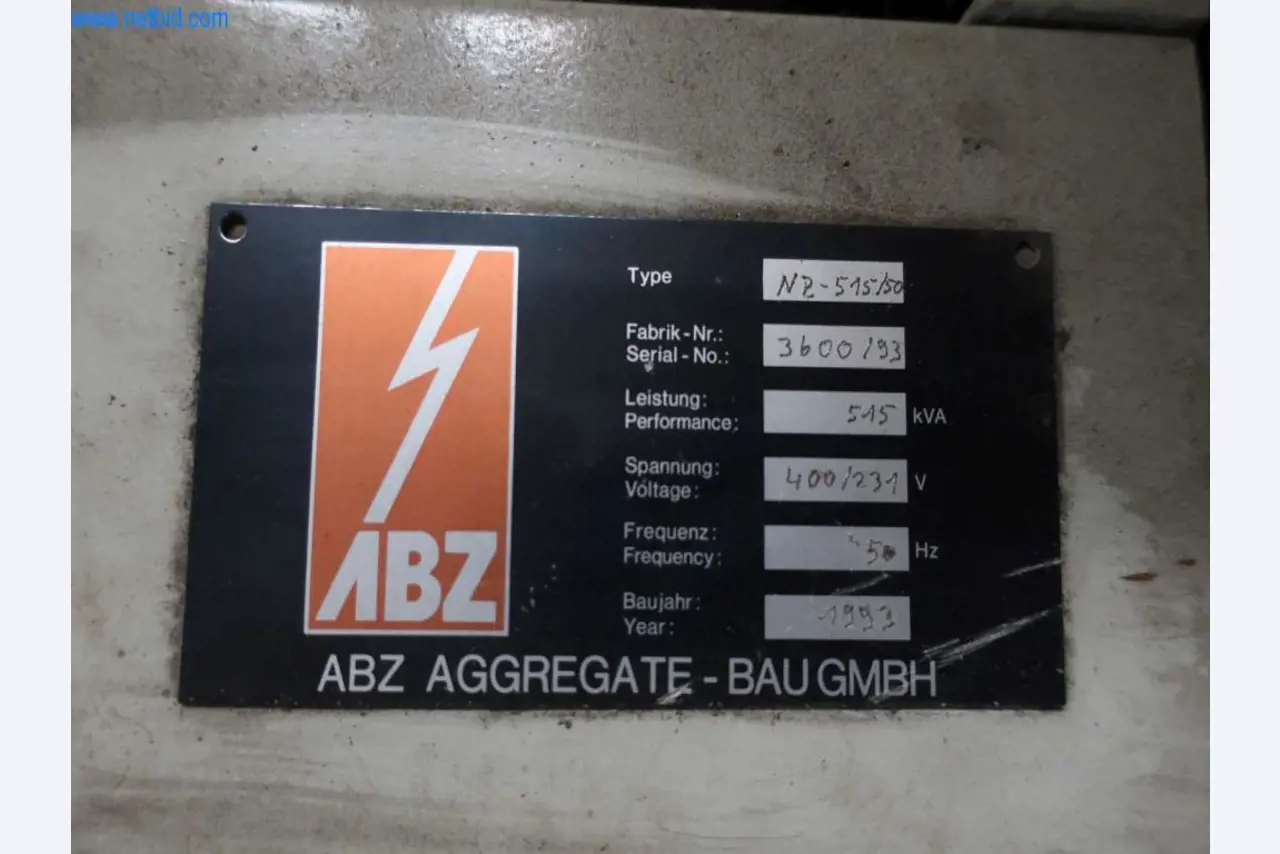 www.netbid.com
Type NZ-515/50
Fabrik-Nr.:
Serial-No.: 3600/93
Leistung:
Performance: 515 kVA
Spannung:
Voltage: 400/231 V
Frequenz:
Frequency: 50 Hz
Baujahr:
Year: 1993
ABZ
ABZ AGGREGATE-BAU GMBH